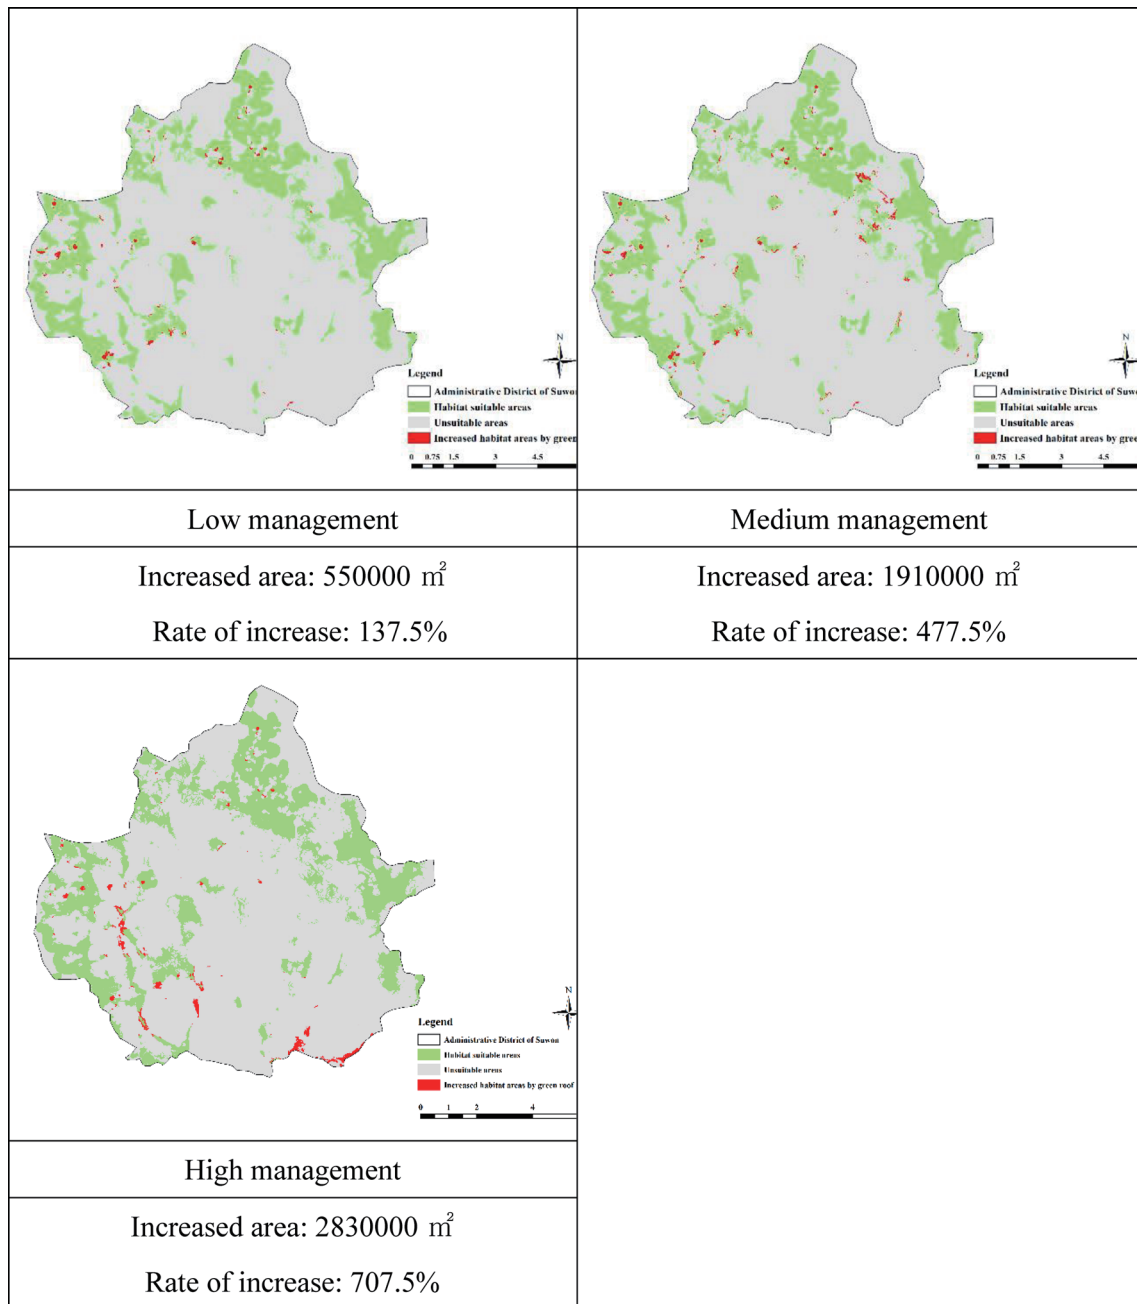 N
Legend
Administrative District of Suwon
Habitat suitable areas
Unsuitable areas
Increased habitat areas by green
0 0.75 1.5 3 4.5
N
Legend
Administrative District of Suwon
Habitat suitable areas
Unsuitable areas
Increased habitat areas by gree
0 0.75 1.5 3 4.5
Low management
Medium management
Increased area: 550000 ㎡
Rate of increase: 137.5%
Increased area: 1910000 ㎡
Rate of increase: 477.5%
N
Legend
Administrative District of Suwon
Habitat suitable areas
Unsuitable areas
Increased habitat areas by green roof
0 1 2 4
High management
Increased area: 2830000 ㎡
Rate of increase: 707.5%